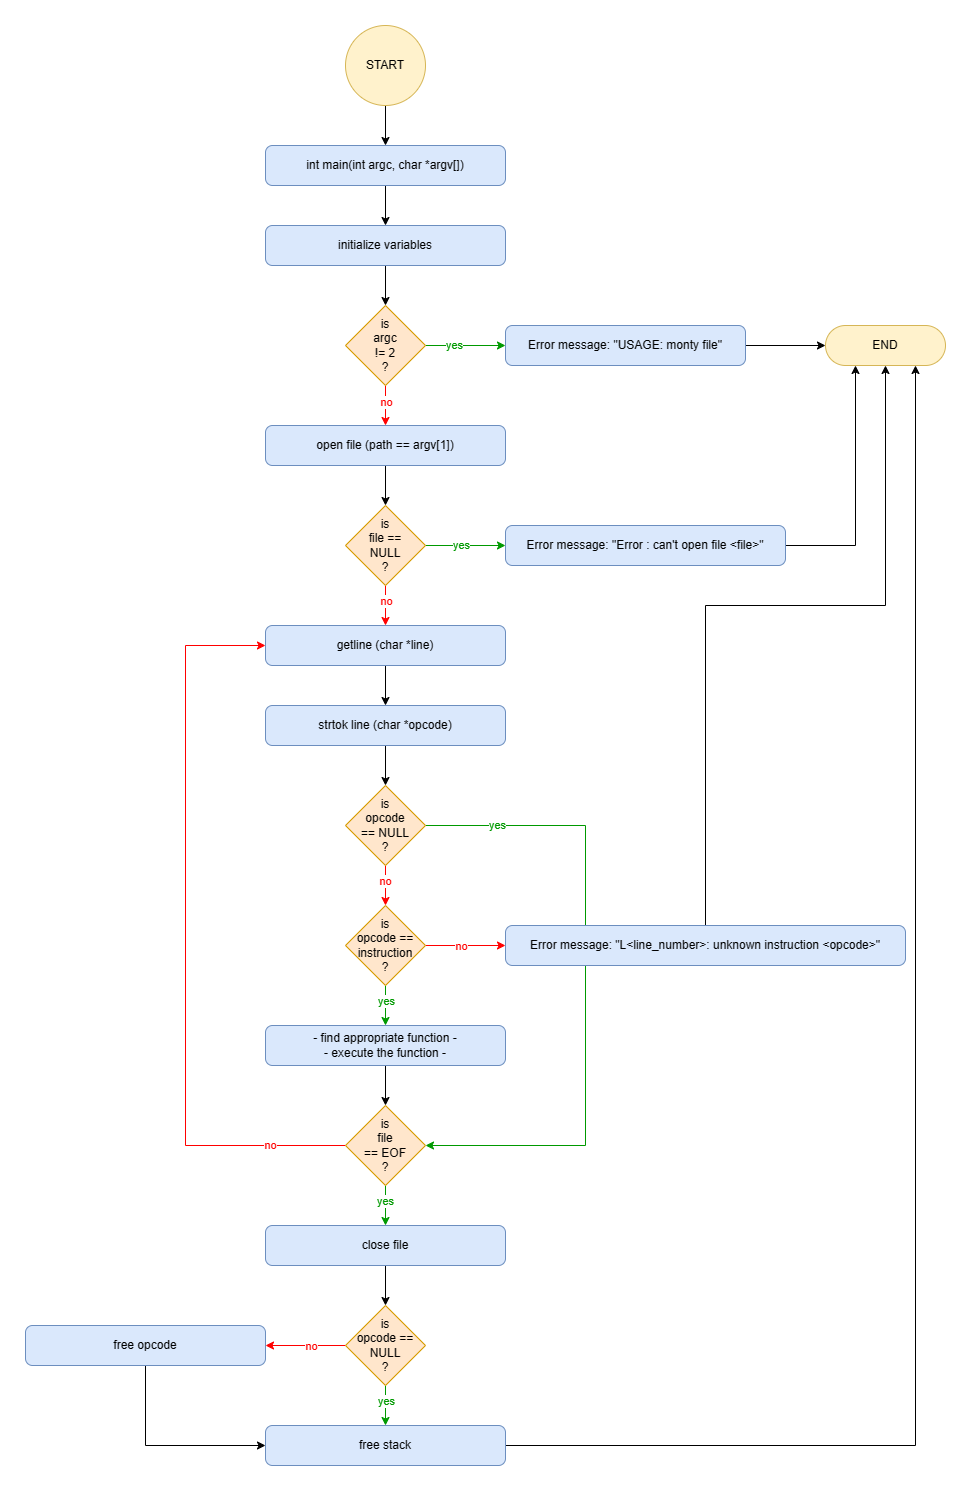 START
int main(int argc, char *argv[])
initialize variables
is
argc
!= 2
?
yes
Error message: "USAGE: monty file"
END
no
open file (path == argv[1])
is
file ==
NULL
?
yes
Error message: "Error : can't open file <file>"
no
getline (char *line)
strtok line (char *opcode)
is
opcode
== NULL
?
yes
no
is
opcode ==
instruction
?
no
Error message: "L<line_number>: unknown instruction <opcode>"
yes
- find appropriate function -
- execute the function -
is
file
== EOF
?
no
yes
close file
is
opcode ==
NULL
?
no
free opcode
yes
free stack